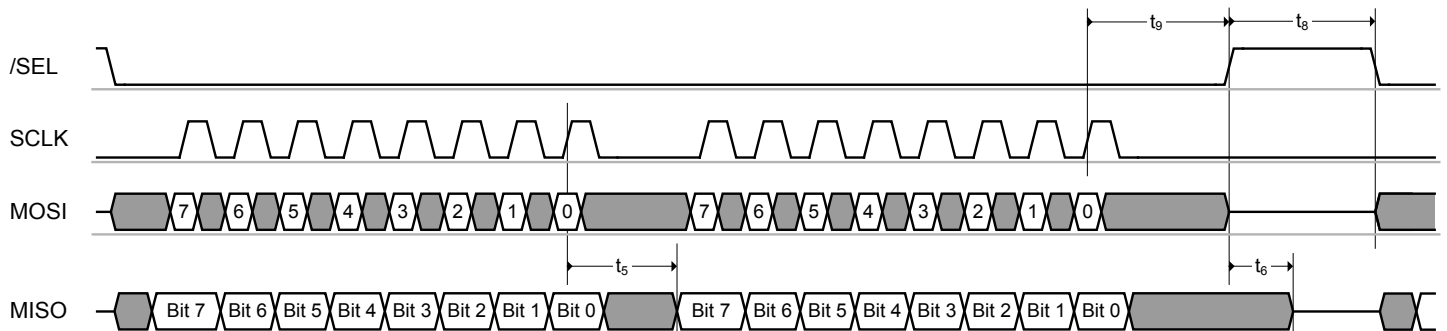 t9 t8
/SEL
SCLK
MOSI 7 6 5 4 3 2 1 0 7 6 5 4 3 2 1 0
t5 t6
MISO Bit 7 Bit 6 Bit 5 Bit 4 Bit 3 Bit 2 Bit 1 Bit 0 Bit 7 Bit 6 Bit 5 Bit 4 Bit 3 Bit 2 Bit 1 Bit 0